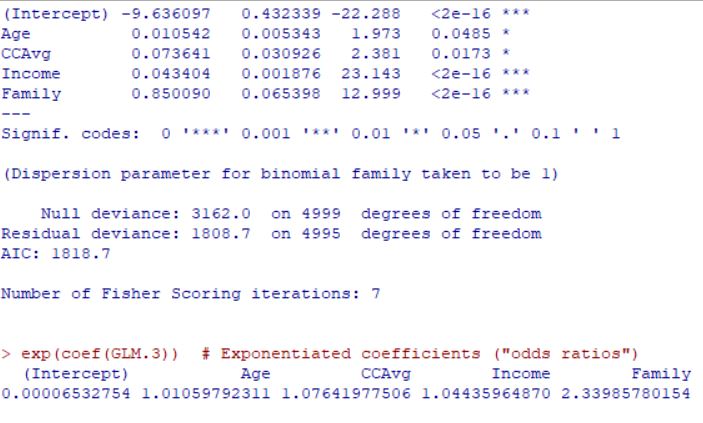 (Intercept) -9.636097   0.432339 -22.288   <2e-16 ***
Age          0.010542   0.005343   1.973   0.0485 *
CCAvg        0.073641   0.030926   2.381   0.0173 *
Income       0.043404   0.001876  23.143   <2e-16 ***
Family       0.850090   0.065398  12.999   <2e-16 ***
---
Signif. codes:  0 '***' 0.001 '**' 0.01 '*' 0.05 '.' 0.1 ' ' 1
(Dispersion parameter for binomial family taken to be 1)
    Null deviance: 3162.0  on 4999  degrees of freedom
Residual deviance: 1808.7  on 4995  degrees of freedom
AIC: 1818.7
Number of Fisher Scoring iterations: 7
> exp(coef(GLM.3))  # Exponentiated coefficients ("odds ratios")
  (Intercept)           Age         CCAvg        Income        Family
0.00006532754 1.01059792311 1.07641977506 1.04435964870 2.33985780154